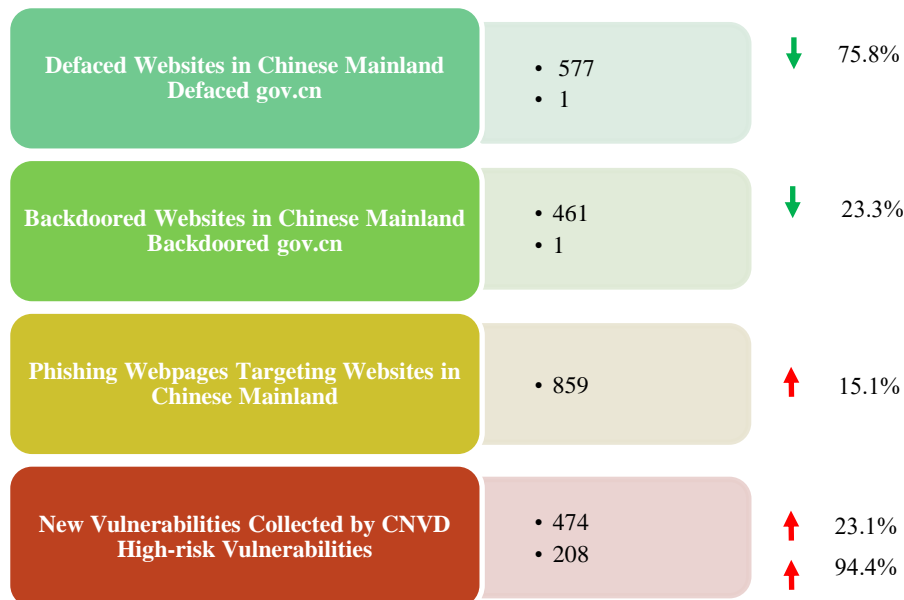 Defaced Websites in Chinese Mainland
Defaced gov.cn
• 577
• 1
75.8%
Backdoored Websites in Chinese Mainland
Backdoored gov.cn
• 461
• 1
23.3%
Phishing Webpages Targeting Websites in
Chinese Mainland
• 859
15.1%
New Vulnerabilities Collected by CNVD
High-risk Vulnerabilities
• 474
• 208
23.1%
94.4%